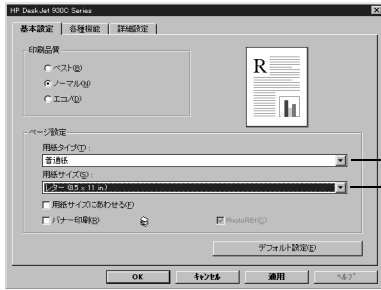 HP DeskJet 930C Series
基本設定 各種機能 詳細設定
印刷品質
ベスト(B)
ノーマル(N)
エコノ(D)
R
ページ設定
用紙タイプ(T):
普通紙
用紙サイズ(S):
レター (8.5 x 11 in.)
用紙サイズにあわせる(F)
バナー印刷(R) PhotoREt(C)
デフォルト設定(E)
OK キャンセル 適用 ヘルプ